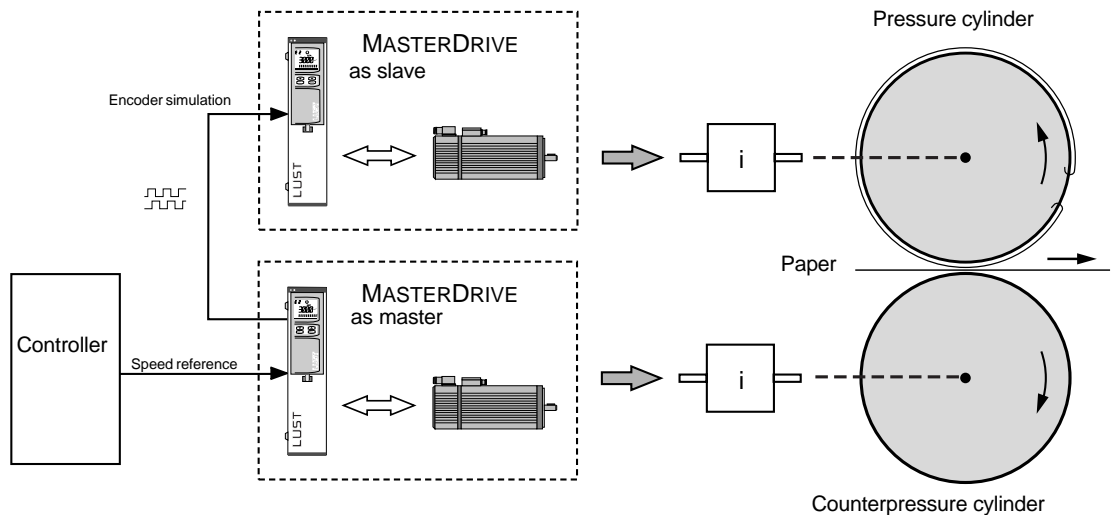 Pressure cylinder
MASTERDRIVE
as slave
Encoder simulation
LUST
i
Paper
MASTERDRIVE
as master
Controller
Speed reference
LUST
i
Counterpressure cylinder